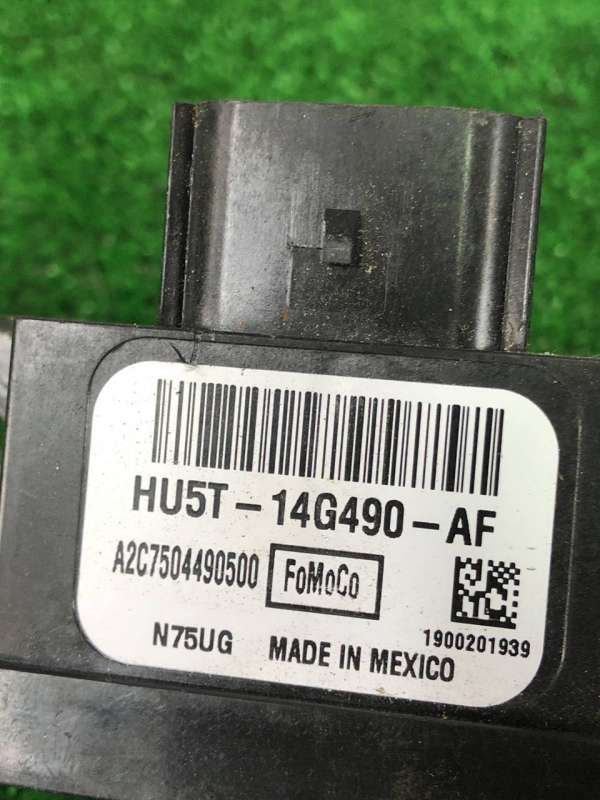 HU5T-14G490-AF
A2C7504490500 FoMoCo
1900201939
N75UG MADE IN MEXICO